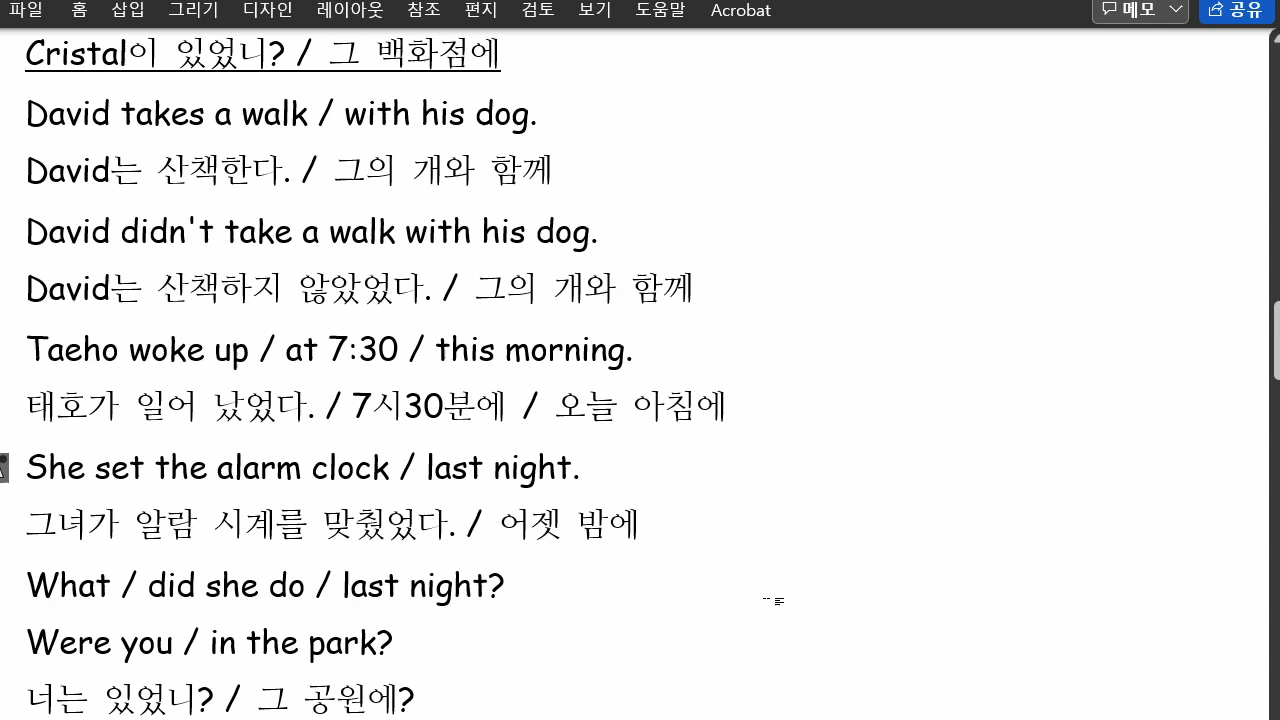 파일 홈 삽입 그리기 디자인 레이아웃 참조 편지 검토 보기 도움말 Acrobat 메모 공유
Cristal이 있었니? / 그 백화점에
David takes a walk / with his dog.
David는 산책한다. / 그의 개와 함께
David didn't take a walk with his dog.
David는 산책하지 않았었다. / 그의 개와 함께
Taeho woke up / at 7:30 / this morning.
태호가 일어 났었다. / 7시30분에 / 오늘 아침에
She set the alarm clock / last night.
그녀가 알람 시계를 맞췄었다. / 어젯 밤에
What / did she do / last night?
Were you / in the park?
너는 있었니? / 그 공원에?